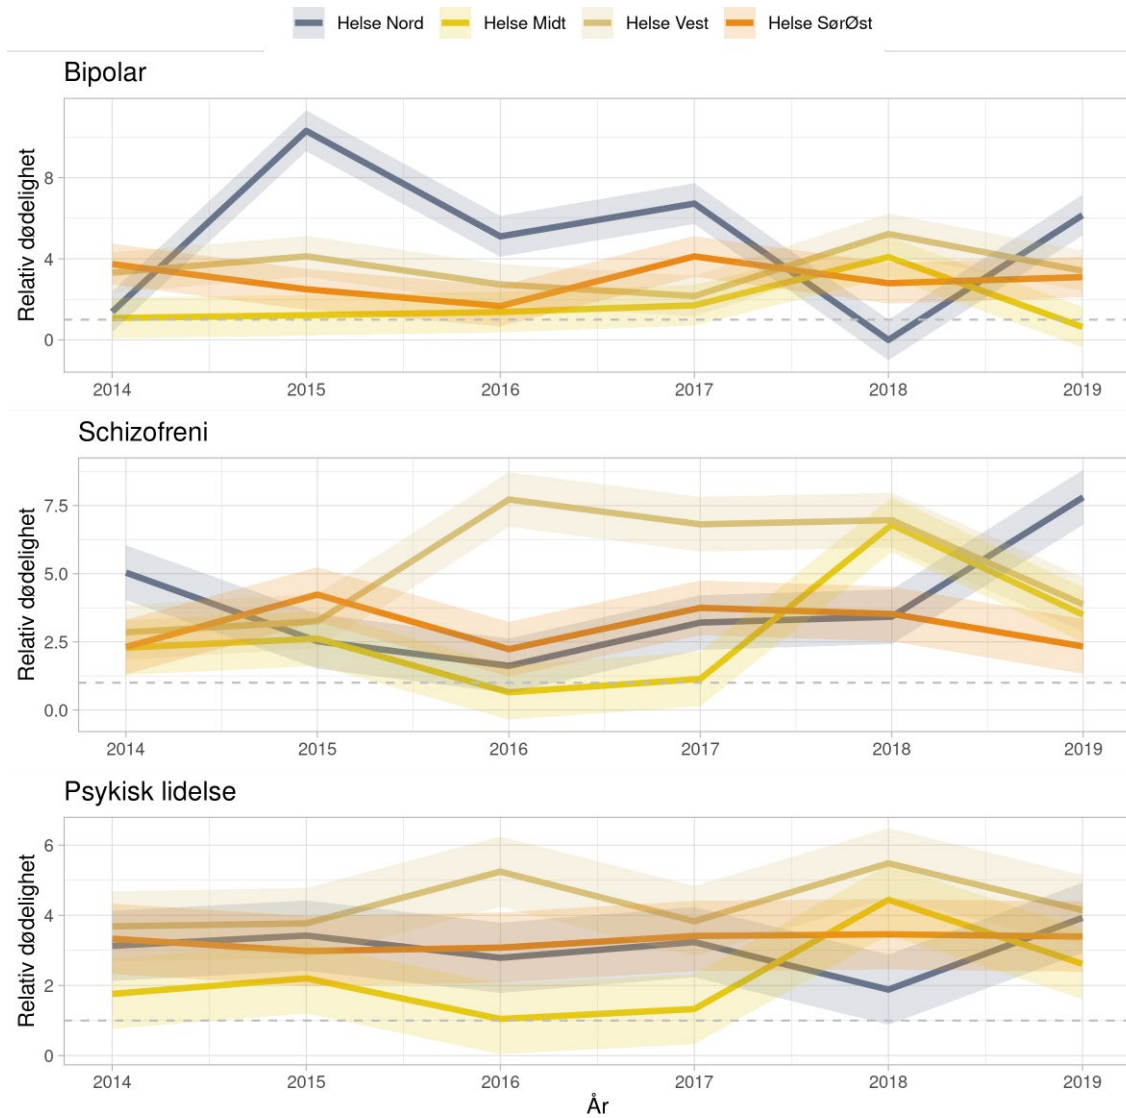 Helse Nord Helse Midt Helse Vest Helse SørØst
Bipolar
Relativ dødelighet
8
4
0
2014 2015 2016 2017 2018 2019
Schizofreni
Relativ dødelighet
7.5
5.0
2.5
0.0
2014 2015 2016 2017 2018 2019
Psykisk lidelse
Relativ dødelighet
6
4
2
0
2014 2015 2016 2017 2018 2019
År